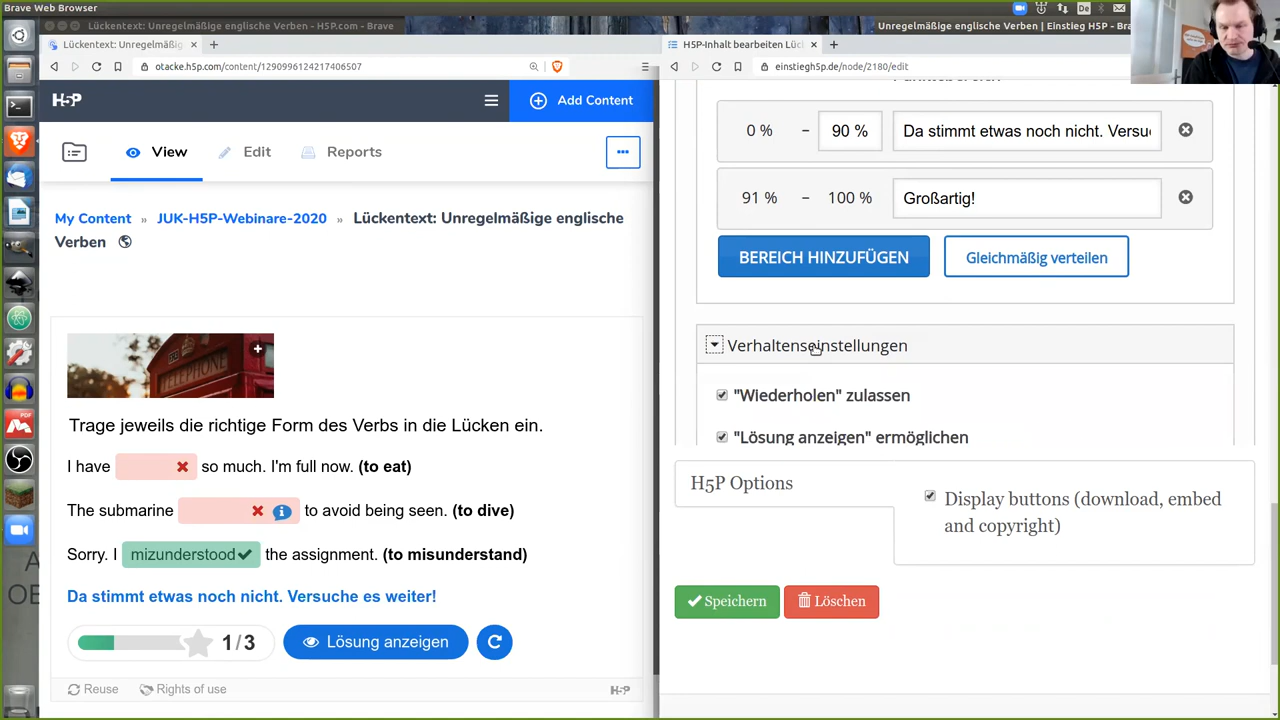 Brave Web Browser
De
Lückentext: Unregelmäßige englische Verben - H5P.com - Brave
Unregelmäßige englische Verben | Einstieg H5P - Bra
Lückentext: Unregelmäßig
H5P-Inhalt bearbeiten Lüc
otacke.h5p.com/content/1290996124217406507
einstiegh5p.de/node/2180/edit
H5P
Add Content
View
Edit
Reports
My Content » JUK-H5P-Webinare-2020 » Lückentext: Unregelmäßige englische
Verben
TELEPHONE
Trage jeweils die richtige Form des Verbs in die Lücken ein.
I have so much. I'm full now. (to eat)
The submarine to avoid being seen. (to dive)
Sorry. I mizunderstood the assignment. (to misunderstand)
Da stimmt etwas noch nicht. Versuche es weiter!
1/3
Lösung anzeigen
Reuse
Rights of use
H5P
0 % – 90 % Da stimmt etwas noch nicht. Versuc
91 % – 100 % Großartig!
BEREICH HINZUFÜGEN
Gleichmäßig verteilen
Verhaltenseinstellungen
"Wiederholen" zulassen
"Lösung anzeigen" ermöglichen
H5P Options
Display buttons (download, embed
and copyright)
Speichern
Löschen